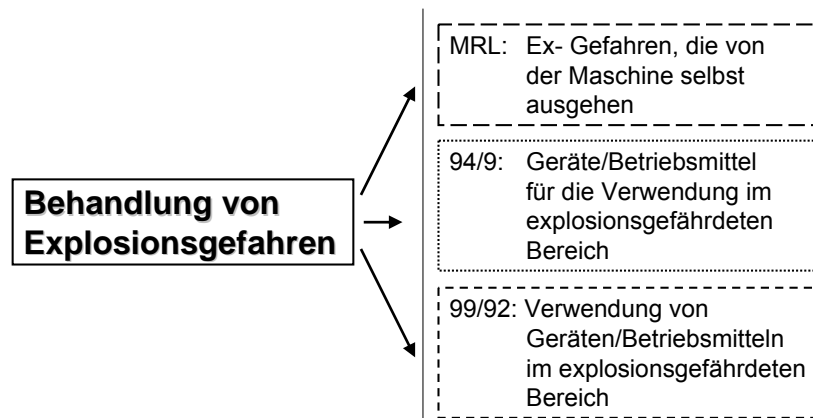 Behandlung von
Explosionsgefahren
MRL: Ex- Gefahren, die von
der Maschine selbst
ausgehen
94/9: Geräte/Betriebsmittel
für die Verwendung im
explosionsgefährdeten
Bereich
99/92: Verwendung von
Geräten/Betriebsmitteln
im explosionsgefährdeten
Bereich